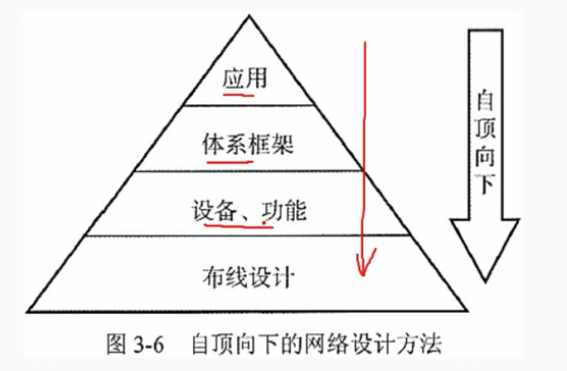 应用
体系框架
设备、功能
布线设计
自顶向下
图 3-6 自顶向下的网络设计方法